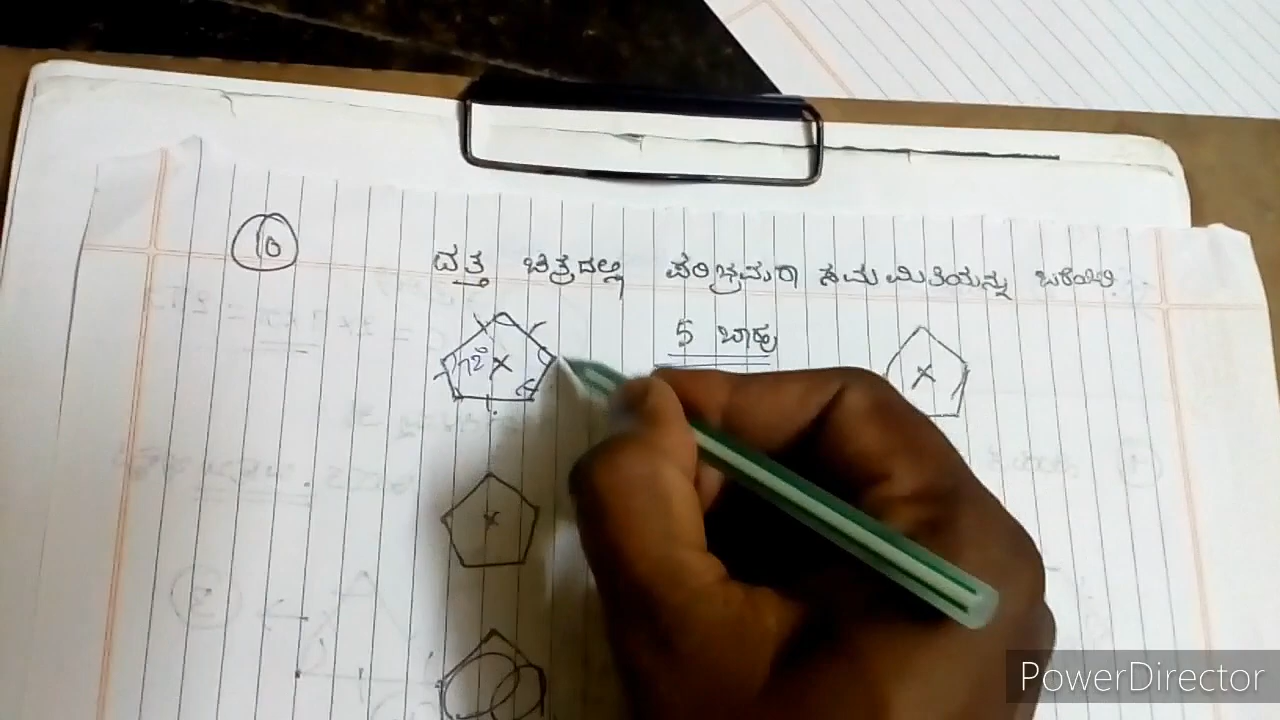 10
ದತ್ತ ಚಿತ್ರದಲ್ಲಿ ಪರಿಭ್ರಮಣ ಸಮಮಿತಿಯನ್ನು ಬರೆಯಿರಿ
5 ಬಾಹು
72°
PowerDirector